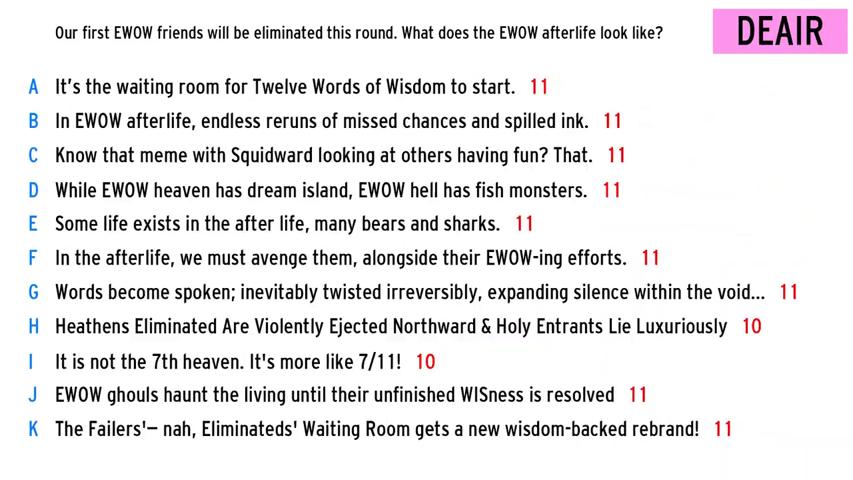 Our first EWOW friends will be eliminated this round. What does the EWOW afterlife look like?
DEAIR
A It’s the waiting room for Twelve Words of Wisdom to start. 11
B In EWOW afterlife, endless reruns of missed chances and spilled ink. 11
C Know that meme with Squidward looking at others having fun? That. 11
D While EWOW heaven has dream island, EWOW hell has fish monsters. 11
E Some life exists in the after life, many bears and sharks. 11
F In the afterlife, we must avenge them, alongside their EWOW-ing efforts. 11
G Words become spoken; inevitably twisted irreversibly, expanding silence within the void... 11
H Heathens Eliminated Are Violently Ejected Northward & Holy Entrants Lie Luxuriously 10
I It is not the 7th heaven. It's more like 7/11! 10
J EWOW ghouls haunt the living until their unfinished WISness is resolved 11
K The Failers'– nah, Eliminateds' Waiting Room gets a new wisdom-backed rebrand! 11